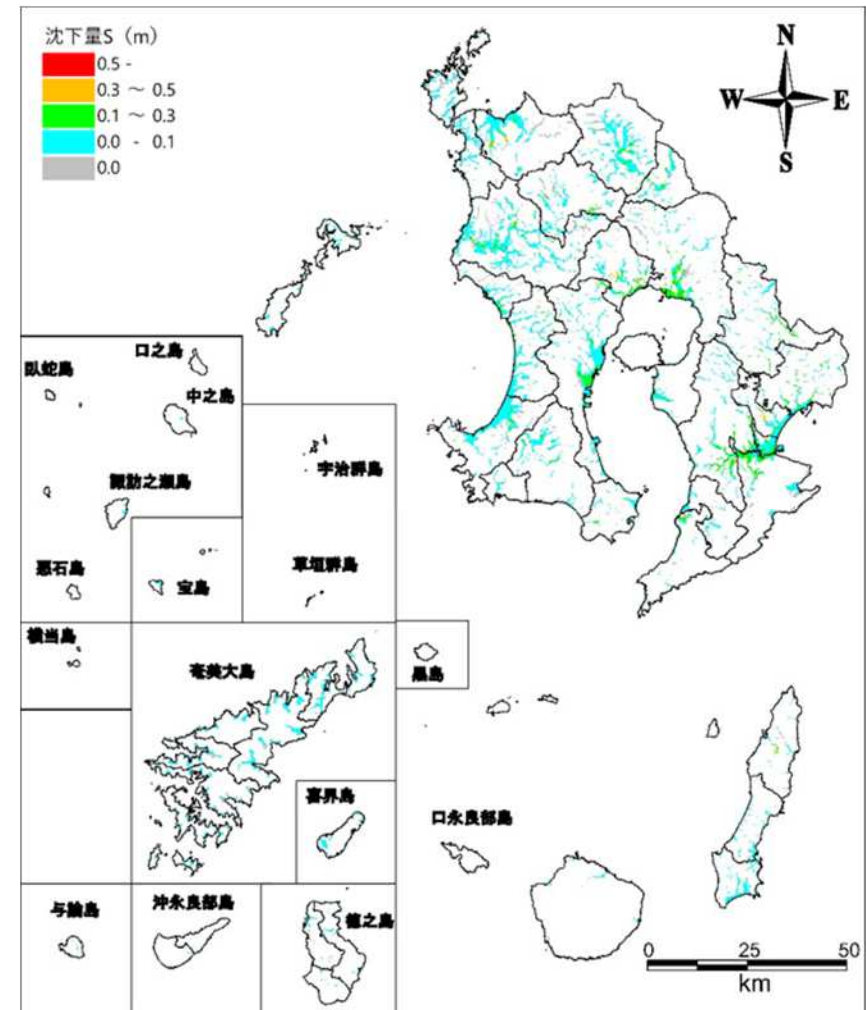 沈下量S（m）
0.5 -
0.3 ～ 0.5
0.1 ～ 0.3
0.0 - 0.1
0.0
N
W E
S
臥蛇島
口之島
中之島
諏訪之瀬島
悪石島
宝島
宇治群島
草垣群島
横当島
奄美大島
黒島
喜界島
口永良部島
与論島
沖永良部島
徳之島
0 25 50
km